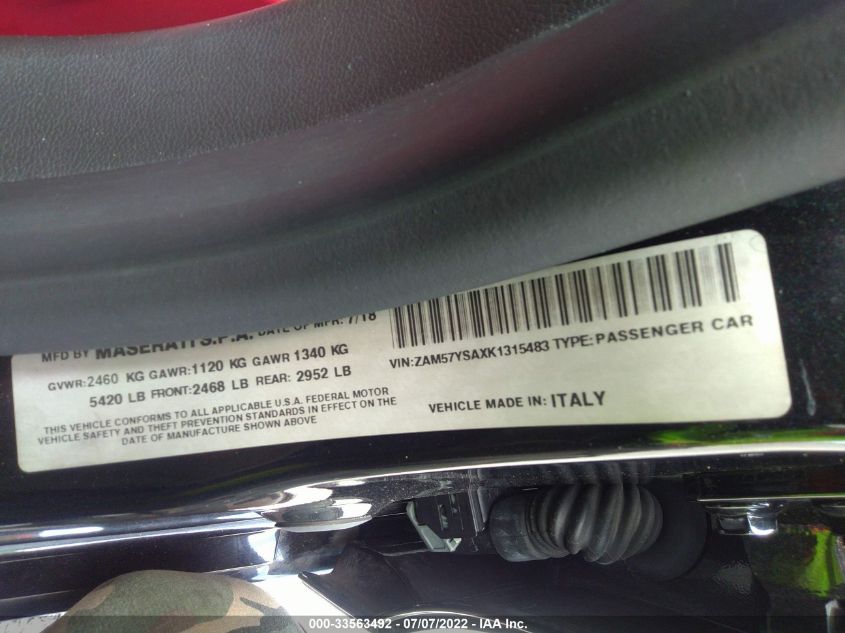 MFD BY MASERATI S.P.A. DATE OF MFR: 7/18
GVWR:2460 KG GAWR:1120 KG GAWR 1340 KG
5420 LB FRONT:2468 LB REAR: 2952 LB
THIS VEHICLE CONFORMS TO ALL APPLICABLE U.S.A. FEDERAL MOTOR
VEHICLE SAFETY AND THEFT PREVENTION STANDARDS IN EFFECT ON THE
DATE OF MANUFACTURE SHOWN ABOVE
VIN:ZAM57YSAXK1315483 TYPE:PASSENGER CAR
VEHICLE MADE IN: ITALY
000-33563492 - 07/07/2022 - IAA Inc.